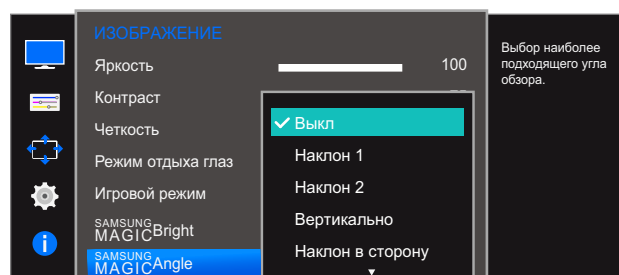 ИЗОБРАЖЕНИЕ
Яркость 100
Контраст
Четкость
Режим отдыха глаз
Игровой режим
SAMSUNG
MAGICBright
SAMSUNG
MAGICAngle
Выкл
Наклон 1
Наклон 2
Вертикально
Наклон в сторону
Выбор наиболее
подходящего угла
обзора.